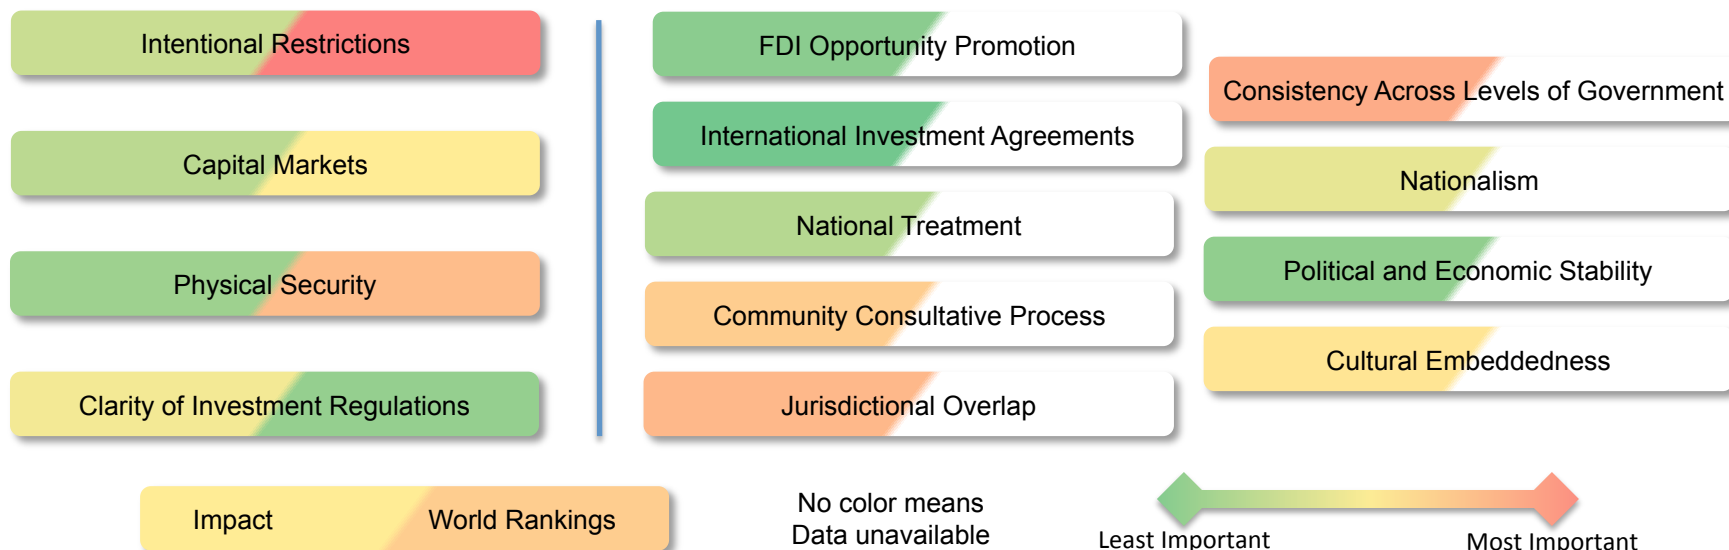 Intentional Restrictions
Capital Markets
Physical Security
Clarity of Investment Regulations
FDI Opportunity Promotion
International Investment Agreements
National Treatment
Community Consultative Process
Jurisdictional Overlap
Consistency Across Levels of Government
Nationalism
Political and Economic Stability
Cultural Embeddedness
Impact
World Rankings
No color means
Data unavailable
Least Important
Most Important